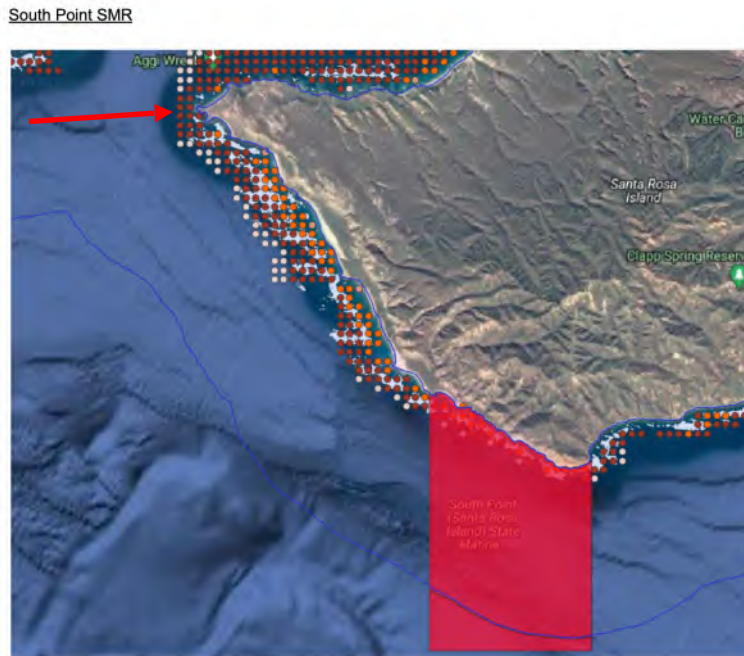 South Point SMR
Aggi Wre
Water Ca
B
Santa Rosa
Island
Clapp Spring Reserv
South Point
(Santa Rosa
Island) State
Marine